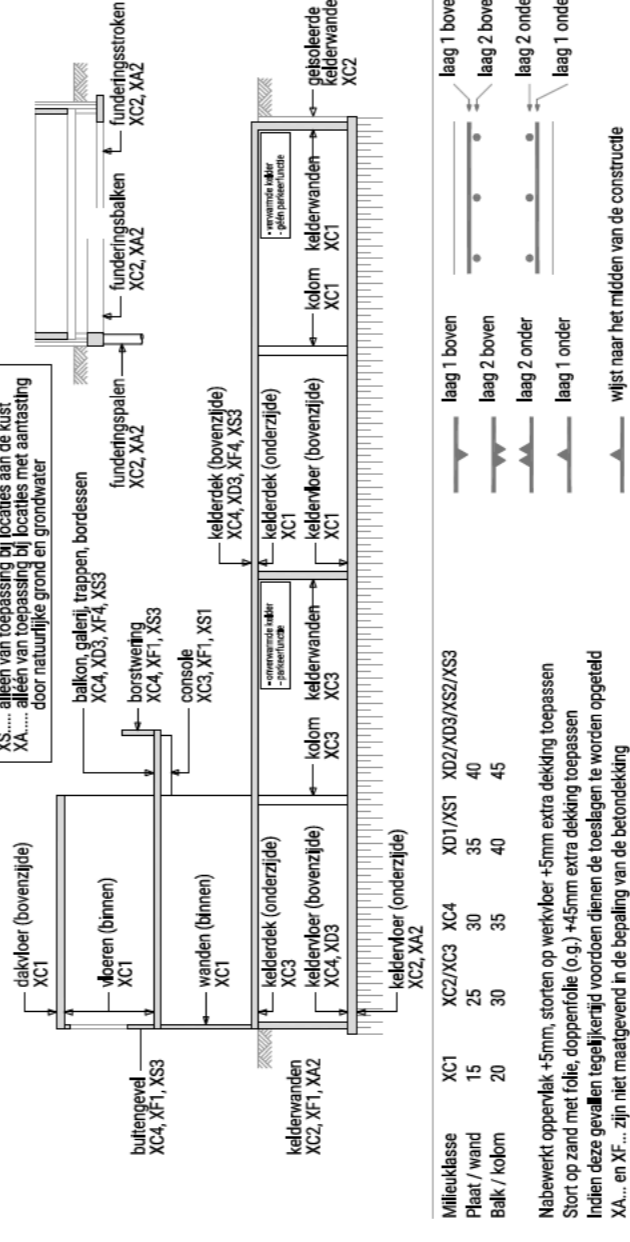 XS..... alleen van toepassing bij locaties aan de kust
XA..... alléén van toepassing bij locaties met aantasting
door natuurlijke grond en grondwater
dakvloer (bovenzijde)
XC1
vloeren (binnen)
XC1
wanden (binnen)
XC1
buitengevel
XC4, XF1, XS3
balkon, galerij, trappen, bordessen
XC4, XD3, XF4, XS3
borstwering
XC4, XF1, XS3
console
XC3, XF1, XS1
funderingspalen
XC2, XA2
funderingsbalken
XC2, XA2
funderingsstroken
XC2, XA2
kelderwanden
XC2, XF1, XA2
kelderdek (onderzijde)
XC3
keldervloer (bovenzijde)
XC4, XD3
keldervloer (onderzijde)
XC2, XA2
kolom
XC3
kelderwanden
XC3
- onverwarmde kelder
- parkeerfunctie
kelderdek (bovenzijde)
XC4, XD3, XF4, XS3
kelderdek (onderzijde)
XC1
keldervloer (bovenzijde)
XC1
kolom
XC1
kelderwanden
XC1
- verwarmde kelder
- géén parkeerfunctie
geïsoleerde
kelderwanden
XC2
Milieuklasse XC1 XC2/XC3 XC4 XD1/XS1 XD2/XD3/XS2/XS3
Plaat / wand 15 25 30 35 40
Balk / kolom 20 30 35 40 45
Nabewerkt oppervlak +5mm, storten op werkvloer +5mm extra dekking toepassen
Stort op zand met folie, doppenfolie (o.g.) +45mm extra dekking toepassen
Indien deze gevallen tegelijkertijd voordoen dienen de toeslagen te worden opgeteld
XA... en XF... zijn niet maatgevend in de bepaling van de betondekking
laag 1 boven
laag 2 boven
laag 2 onder
laag 1 onder
wijst naar het midden van de constructie
laag 1 bove
laag 2 bove
laag 2 onde
laag 1 onde